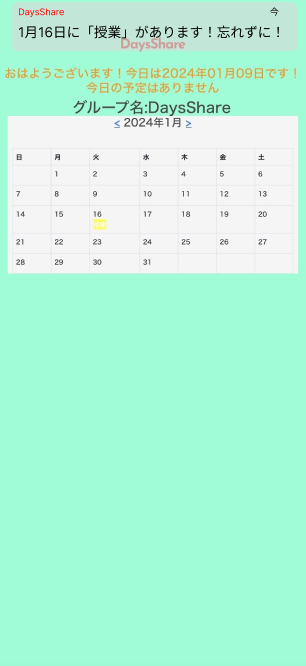 DaysShare 今
1月16日に「授業」があります！忘れずに！
DaysShare
おはようございます！今日は2024年01月09日です！
今日の予定はありません
グループ名:DaysShare
< 2024年1月 >
日 月 火 水 木 金 土
1 2 3 4 5 6
7 8 9 10 11 12 13
14 15 16 17 18 19 20
21 22 23 24 25 26 27
28 29 30 31